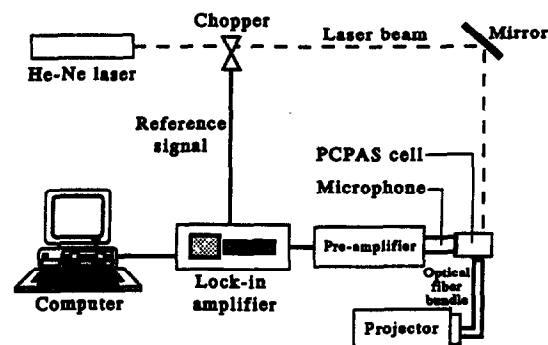 Chopper
Laser beam
Mirror
He-Ne laser
Reference
signal
PCPAS cell
Microphone
Pre-amplifier
Optical
fiber
bundle
Lock-in
amplifier
Computer
Projector